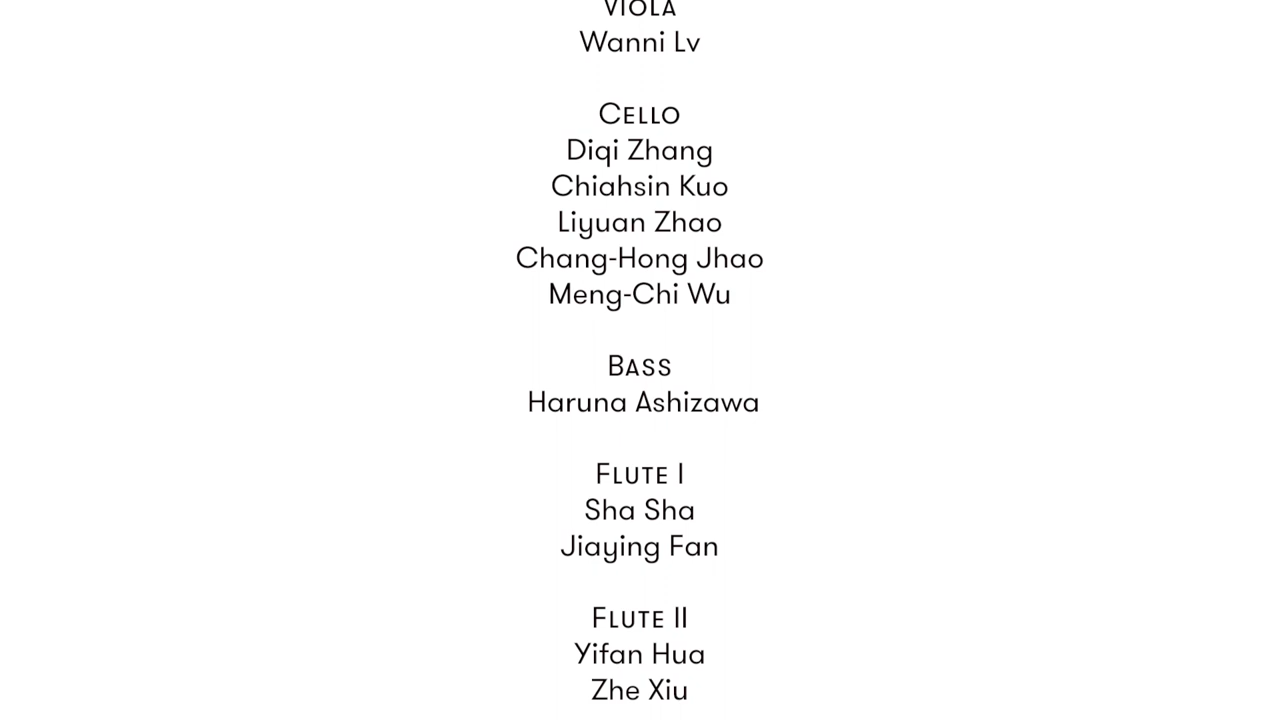 VIOLA
Wanni Lv
CELLO
Diqi Zhang
Chiahsin Kuo
Liyuan Zhao
Chang-Hong Jhao
Meng-Chi Wu
BASS
Haruna Ashizawa
FLUTE I
Sha Sha
Jiaying Fan
FLUTE II
Yifan Hua
Zhe Xiu